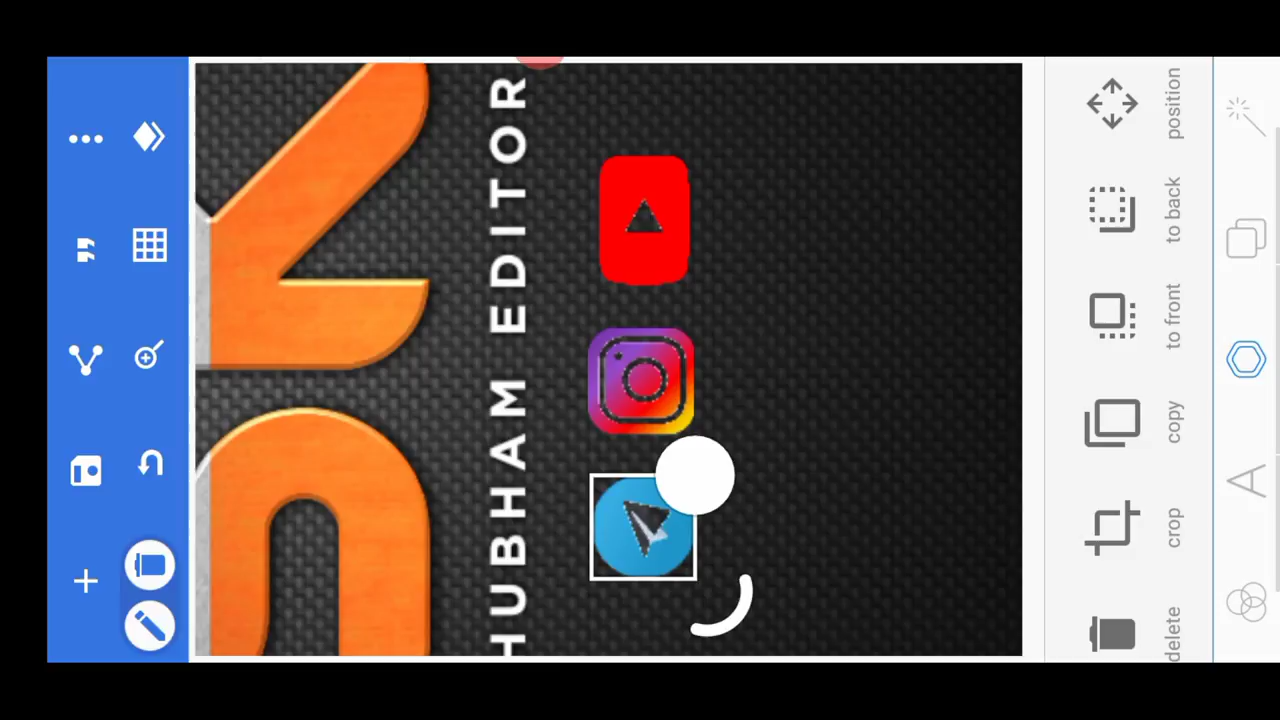 HUBHAM EDITOR
position
to back
to front
copy
crop
delete
A